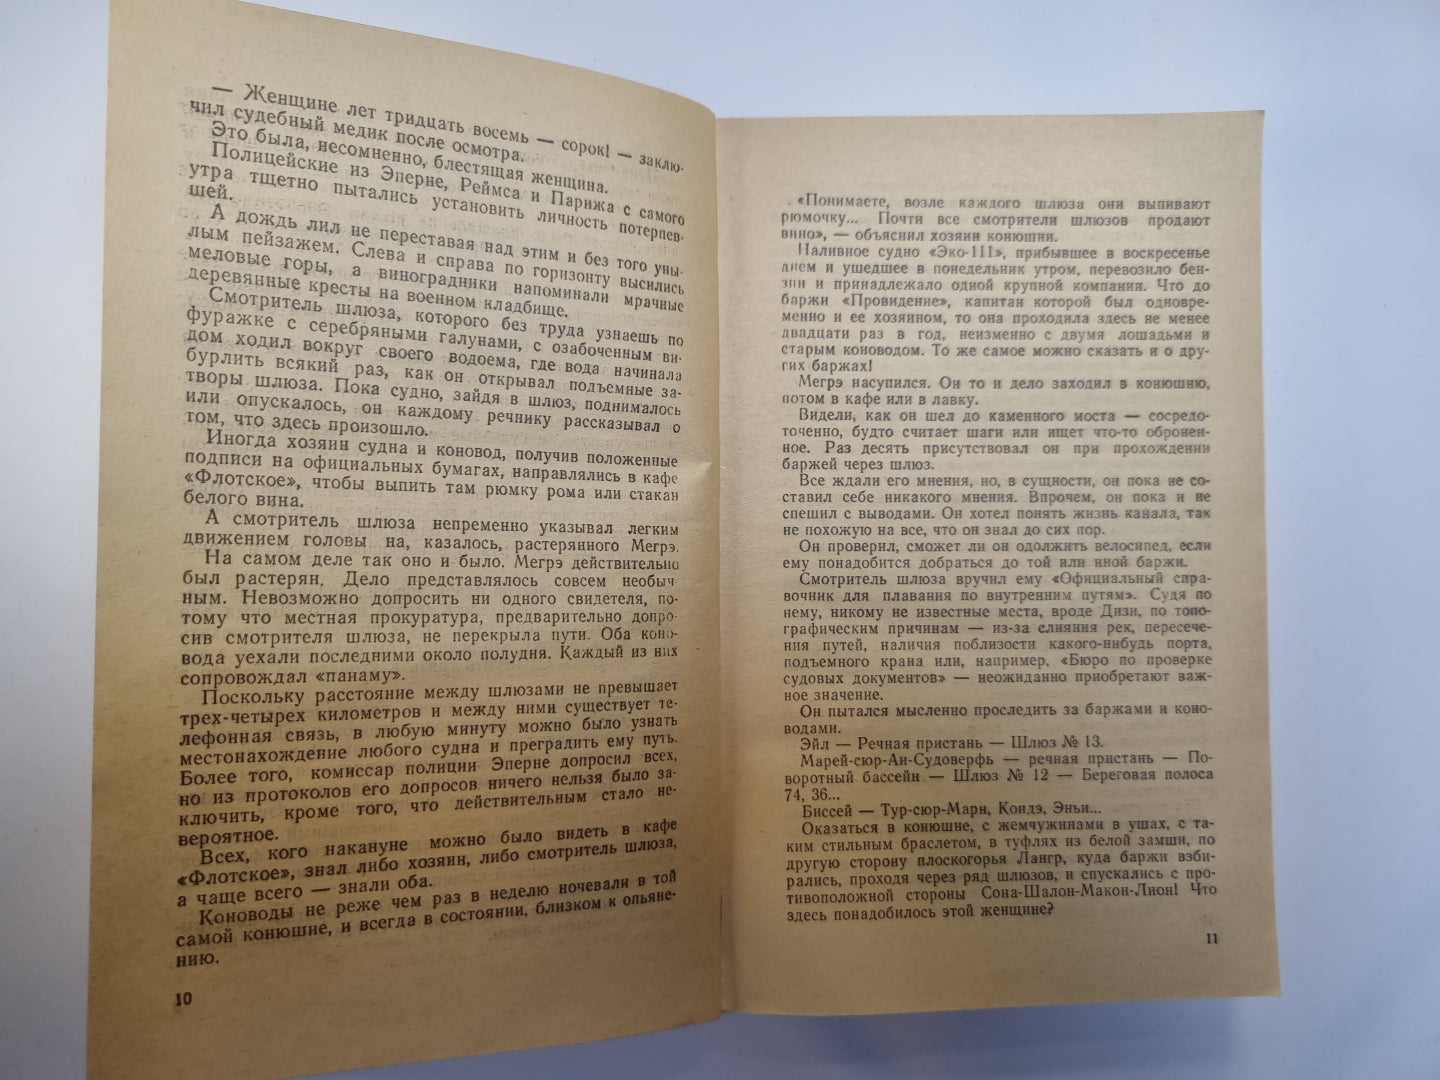 — Женщине лет тридцать восемь — сорок! — заклю-
чил судебный медик после осмотра.
Это была, несомненно, блестящая женщина.
Полицейские из Эперне, Реймса и Парижа с самого
утра тщетно пытались установить личность потерпев-
шей.
А дождь лил не переставая над этим и без того уны-
лым пейзажем. Слева и справа по горизонту высились
меловые горы, а виноградники напоминали мрачные
деревянные кресты на военном кладбище.
Смотритель шлюза, которого без труда узнаешь по
фуражке с серебряными галунами, с озабоченным ви-
дом ходил вокруг своего водоема, где вода начинала
бурлить всякий раз, как он открывал подъемные за-
творы шлюза. Пока судно, зайдя в шлюз, поднималось
или опускалось, он каждому речнику рассказывал о
том, что здесь произошло.
Иногда хозяин судна и коновод, получив положенные
подписи на официальных бумагах, направлялись в кафе
«Флотское», чтобы выпить там рюмку рома или стакан
белого вина.
А смотритель шлюза непременно указывал легким
движением головы на, казалось, растерянного Мегрэ.
На самом деле так оно и было. Мегрэ действительно
был растерян. Дело представлялось совсем необыч-
ным. Невозможно допросить ни одного свидетеля, по-
тому что местная прокуратура, предварительно допро-
сив смотрителя шлюза, не перекрыла пути. Оба коно-
вода уехали последними около полудня. Каждый из них
сопровождал «панаму».
Поскольку расстояние между шлюзами не превышает
трех-четырех километров и между ними существует те-
лефонная связь, в любую минуту можно было узнать
местонахождение любого судна и преградить ему путь.
Более того, комиссар полиции Эперне допросил всех,
но из протоколов его допросов ничего нельзя было за-
ключить, кроме того, что действительным стало не-
вероятное.
Всех, кого накануне можно было видеть в кафе
«Флотское», знал либо хозяин, либо смотритель шлюза,
а чаще всего — знали оба.
Коноводы не реже чем раз в неделю ночевали в той
самой конюшне, и всегда в состоянии, близком к опьяне-
нию.
10
«Понимаете, возле каждого шлюза они выпивают
рюмочку... Почти все смотрители шлюзов продают
вино», — объяснил хозяин конюшни.
Наливное судно «Эко-III», прибывшее в воскресенье
днем и ушедшее в понедельник утром, перевозило бен-
зин и принадлежало одной крупной компании. Что до
баржи «Провидение», капитан которой был одновре-
менно и ее хозяином, то она проходила здесь не менее
двадцати раз в год, неизменно с двумя лошадьми и
старым коноводом. То же самое можно сказать и о дру-
гих баржах!
Мегрэ насупился. Он то и дело заходил в конюшню,
потом в кафе или в лавку.
Видели, как он шел до каменного моста — сосредо-
точенно, будто считает шаги или ищет что-то обронен-
ное. Раз десять присутствовал он при прохождении
баржей через шлюз.
Все ждали его мнения, но, в сущности, он пока не со-
ставил себе никакого мнения. Впрочем, он пока и не
спешил с выводами. Он хотел понять жизнь канала, так
не похожую на все, что он знал до сих пор.
Он проверил, сможет ли он одолжить велосипед, если
ему понадобится добраться до той или иной баржи.
Смотритель шлюза вручил ему «Официальный спра-
вочник для плавания по внутренним путям». Судя по
нему, никому не известные места, вроде Дизи, по топо-
графическим причинам — из-за слияния рек, пересече-
ния путей, наличия поблизости какого-нибудь порта,
подъемного крана или, например, «Бюро по проверке
судовых документов» — неожиданно приобретают важ-
ное значение.
Он пытался мысленно проследить за баржами и коно-
водами.
Эйл — Речная пристань — Шлюз № 13.
Марей-сюр-Аи-Судоверфь — речная пристань — По-
воротный бассейн — Шлюз № 12 — Береговая полоса
74, 36...
Биссей — Тур-сюр-Марн, Кондэ, Эньи...
Оказаться в конюшне, с жемчужинами в ушах, с та-
ким стильным браслетом, в туфлях из белой замши, по
другую сторону плоскогорья Лангр, куда баржи взби-
рались, проходя через ряд шлюзов, и спускались с про-
тивоположной стороны Сона-Шалон-Макон-Лион! Что
здесь понадобилось этой женщине?
11